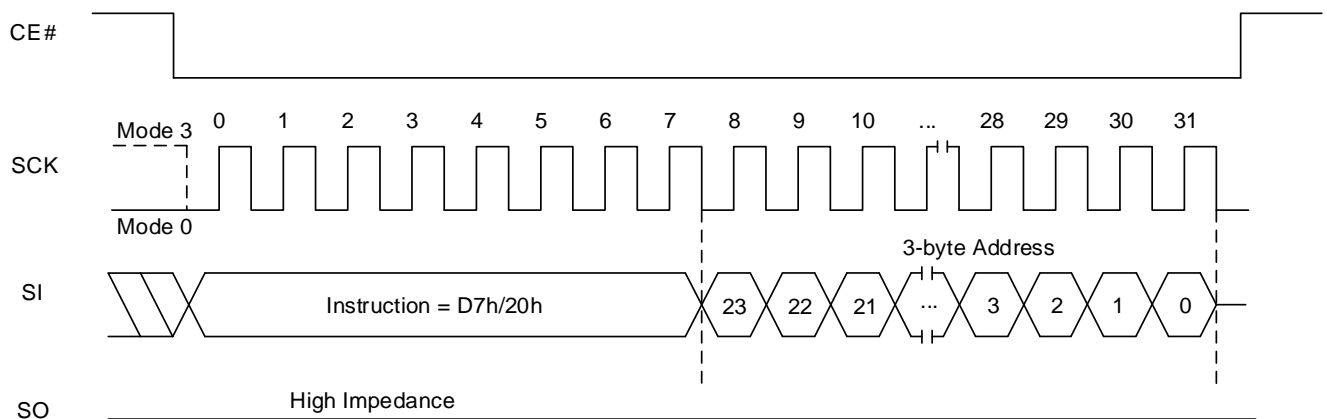 CE#
Mode 3
0 1 2 3 4 5 6 7 8 9 10 ... 28 29 30 31
SCK
Mode 0
3-byte Address
SI
Instruction = D7h/20h
23 22 21 ... 3 2 1 0
High Impedance
SO